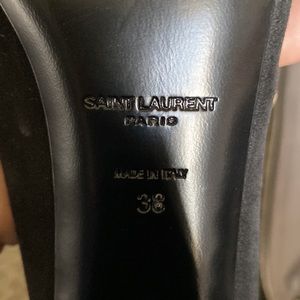 SAINT LAURENT
PARIS
MADE IN ITALY
38